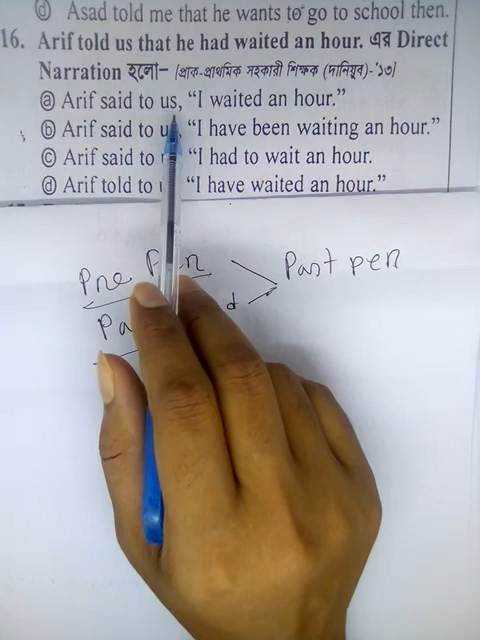 ⓓ Asad told me that he wants to go to school then.
16. Arif told us that he had waited an hour. এর Direct
Narration হলো– [প্রাক-প্রাথমিক সহকারী শিক্ষক (দানিয়ুব)-'১৩]
ⓐ Arif said to us, “I waited an hour.”
ⓑ Arif said to “I have been waiting an hour.”
ⓒ Arif said to “I had to wait an hour.
ⓓ Arif told to “I have waited an hour.”
Pre Past pen